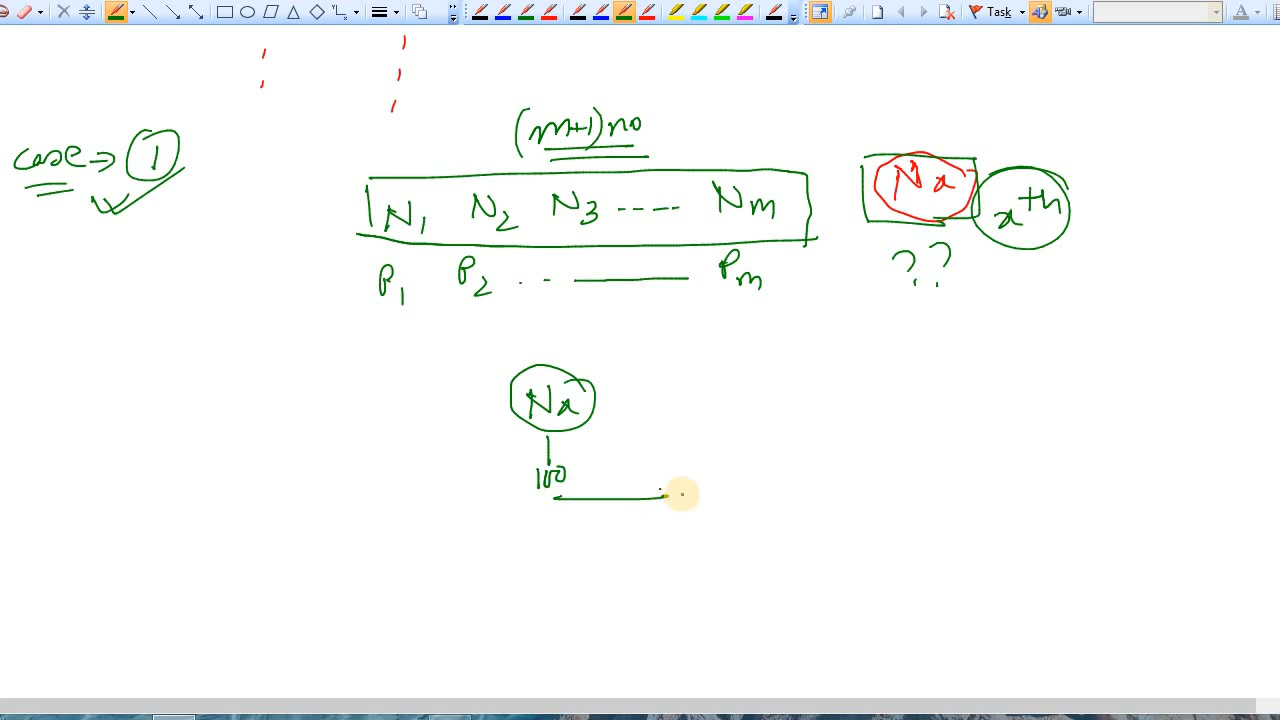 Task
(m+1) no
case ⇒ 1
N1 N2 N3 ---- Nm Nx xth
P1 P2 .. — Pm ??
Nx
100